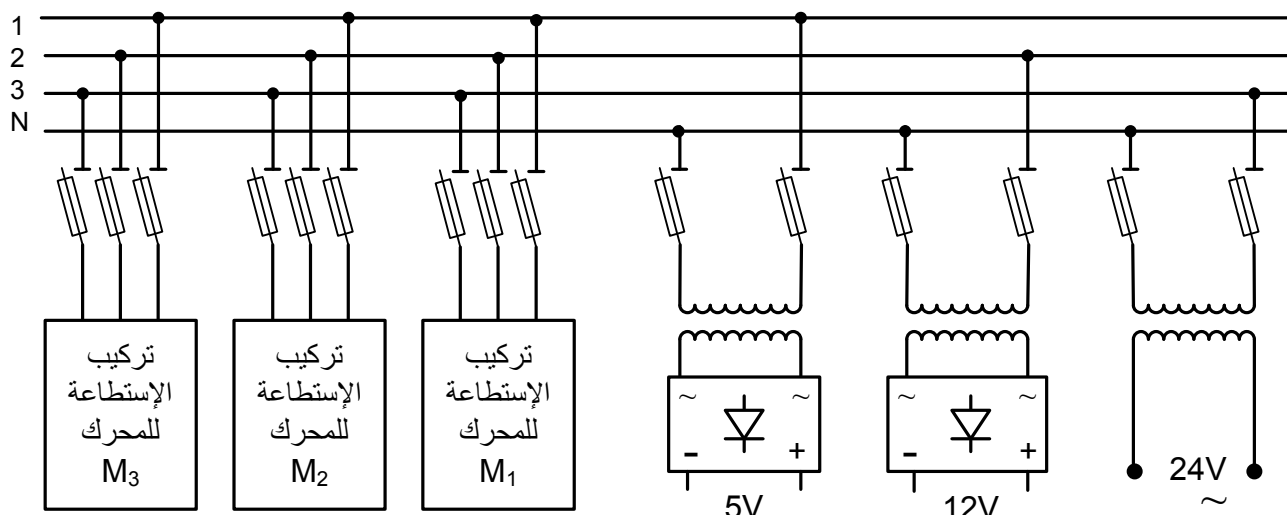 1
2
3
N
تركيب
الإستطاعة
للمحرك
M3
تركيب
الإستطاعة
للمحرك
M2
تركيب
الإستطاعة
للمحرك
M1
~ ~
- +
5V
~ ~
- +
12V
24V
~